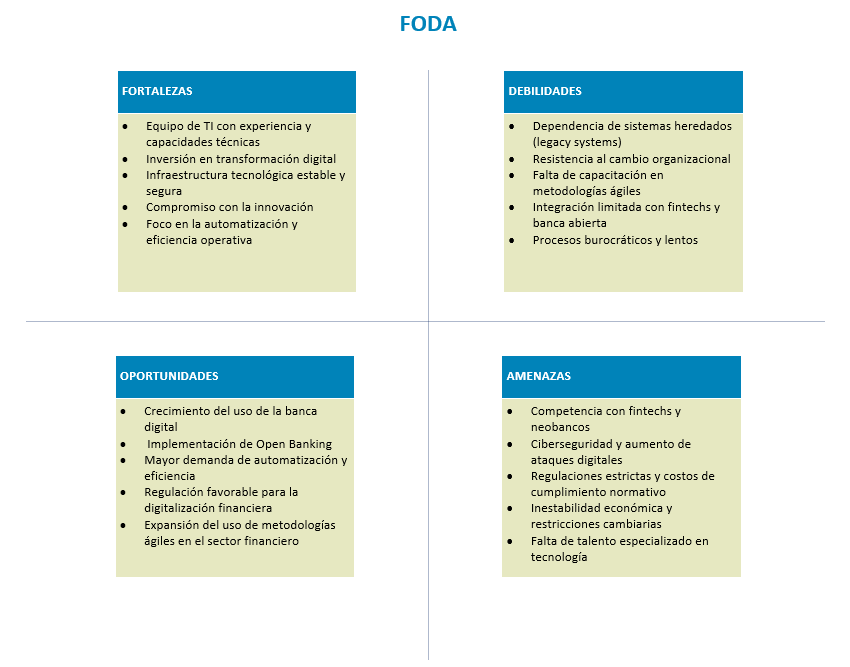 FODA
FORTALEZAS
• Equipo de TI con experiencia y
capacidades técnicas
• Inversión en transformación digital
• Infraestructura tecnológica estable y
segura
• Compromiso con la innovación
• Foco en la automatización y
eficiencia operativa
DEBILIDADES
• Dependencia de sistemas heredados
(legacy systems)
• Resistencia al cambio organizacional
• Falta de capacitación en
metodologías ágiles
• Integración limitada con fintechs y
banca abierta
• Procesos burocráticos y lentos
OPORTUNIDADES
• Crecimiento del uso de la banca
digital
• Implementación de Open Banking
• Mayor demanda de automatización y
eficiencia
• Regulación favorable para la
digitalización financiera
• Expansión del uso de metodologías
ágiles en el sector financiero
AMENAZAS
• Competencia con fintechs y
neobancos
• Ciberseguridad y aumento de
ataques digitales
• Regulaciones estrictas y costos de
cumplimiento normativo
• Inestabilidad económica y
restricciones cambiarias
• Falta de talento especializado en
tecnología